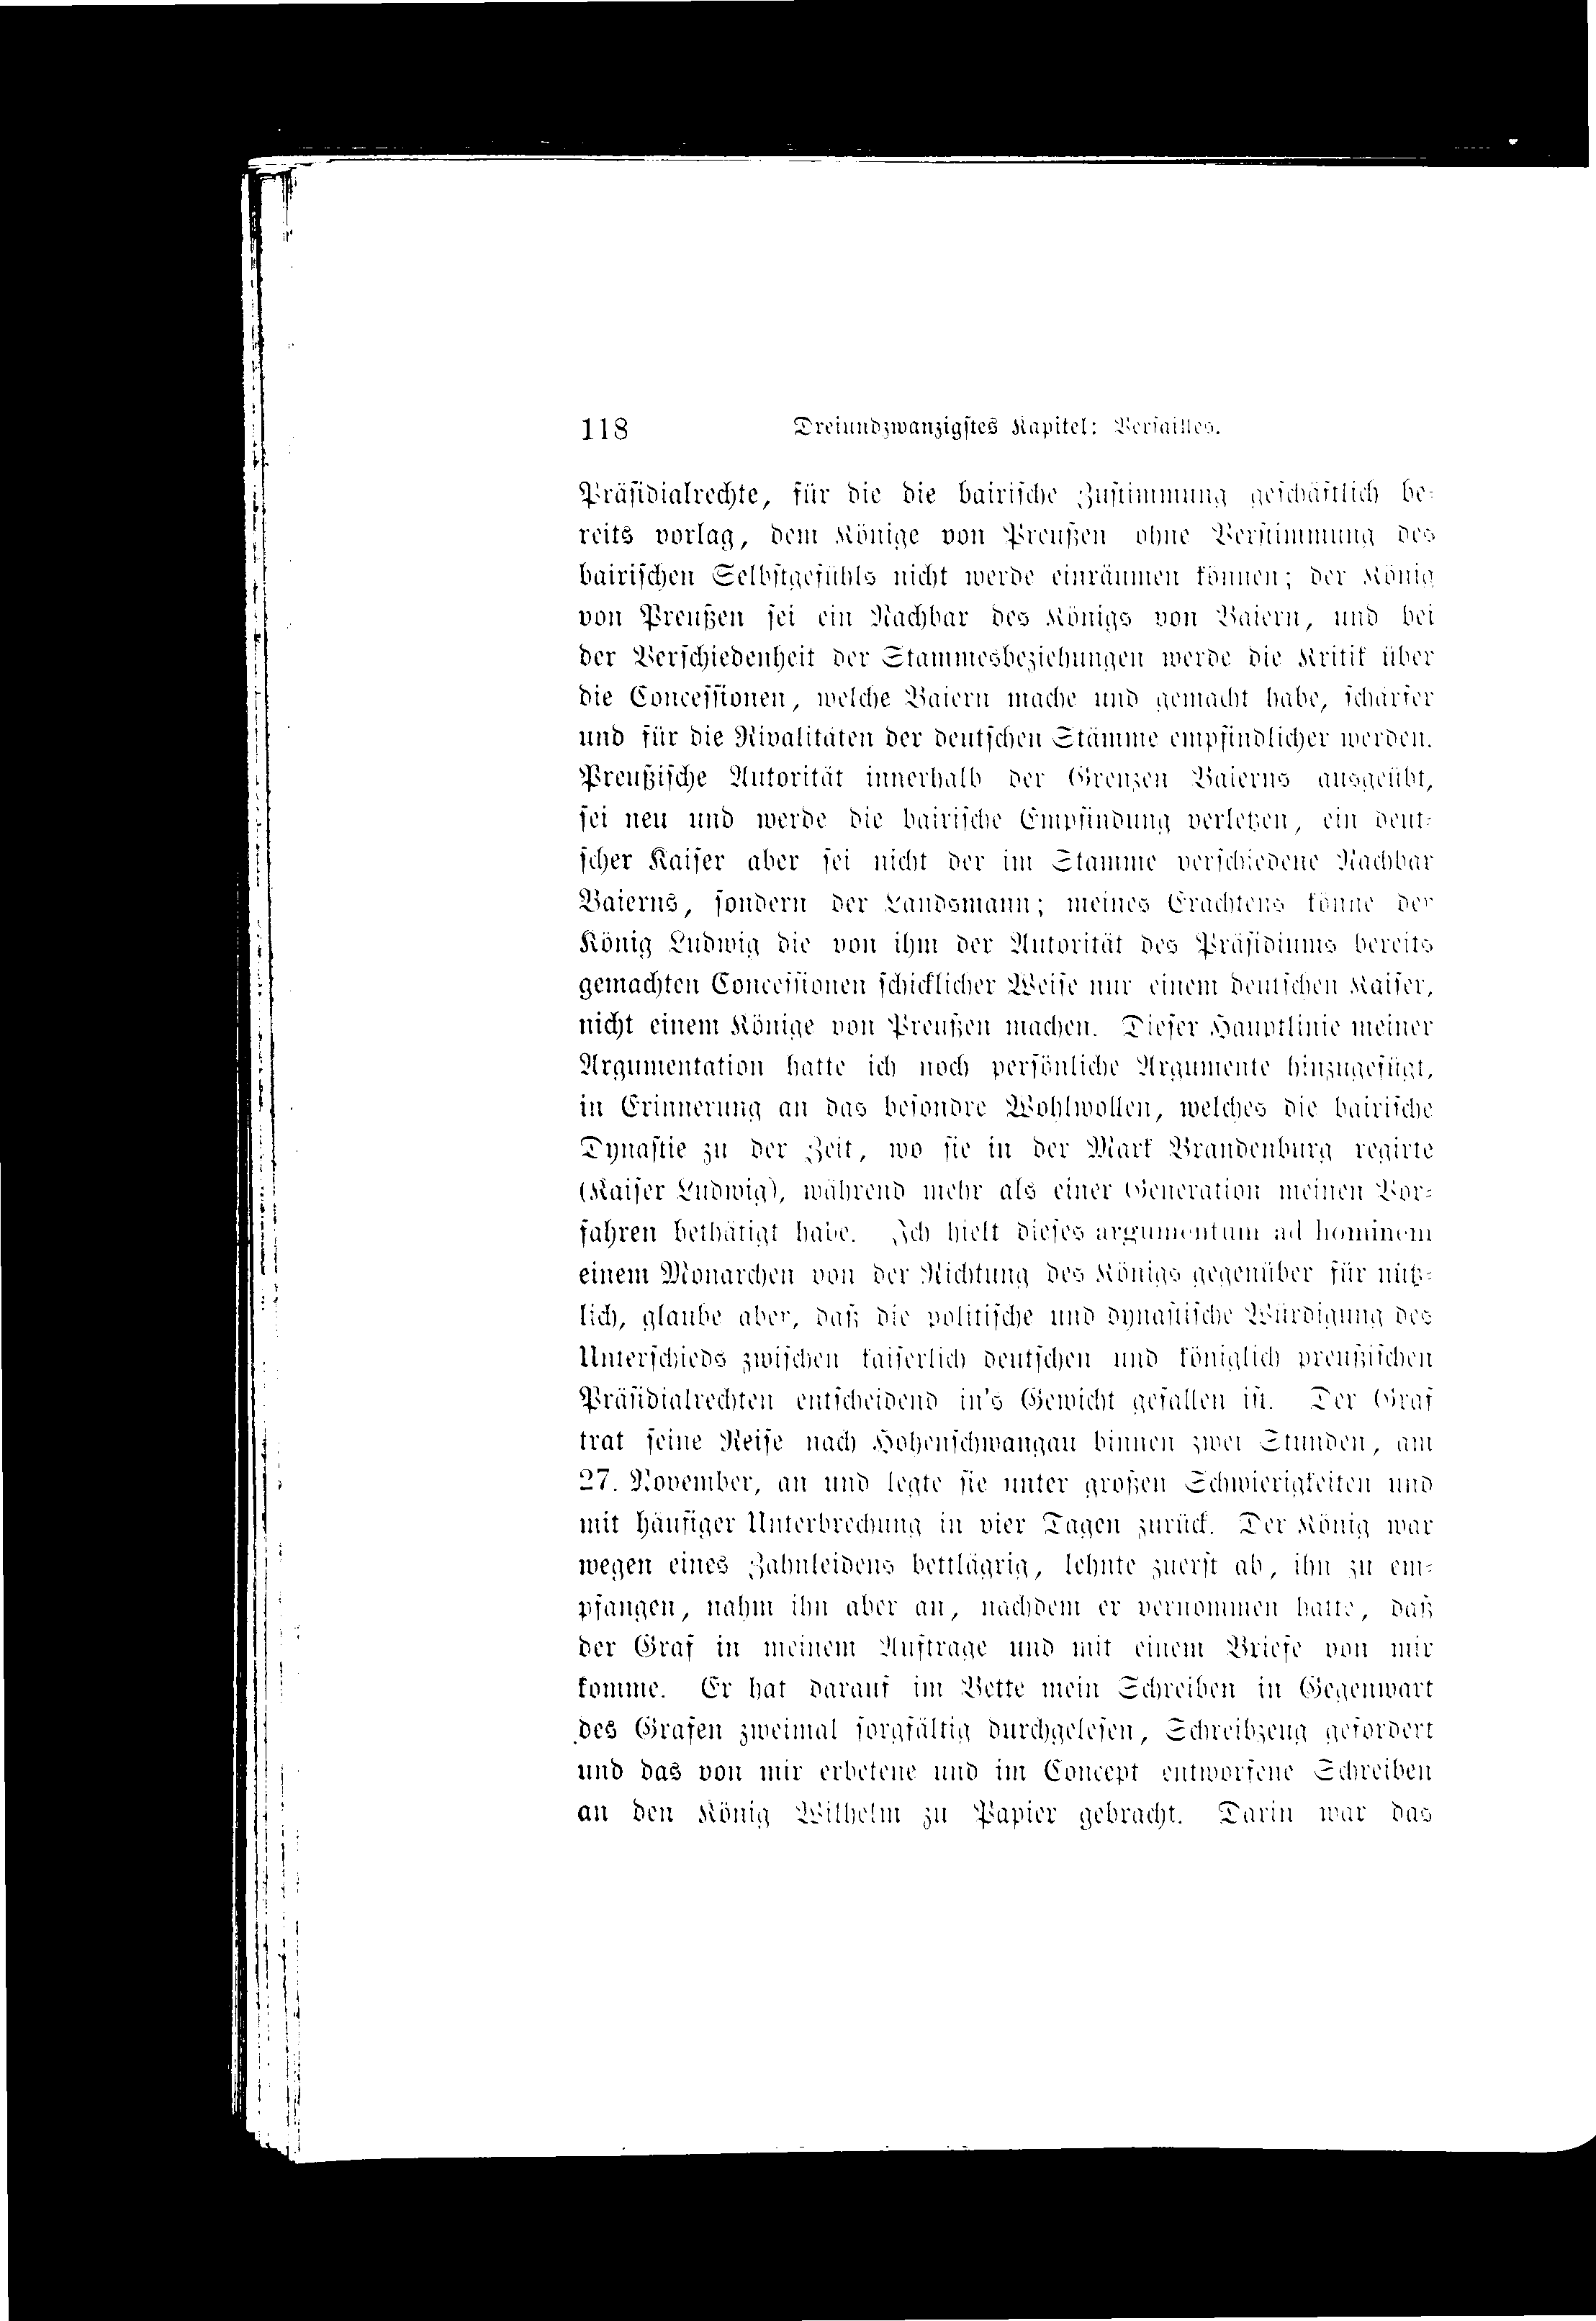 118 Dreiundzwanzigstes Kapitel: Versailles.
Präsidialrechte, für die die bairische Zustimmung geschäftlich be-
reits vorlag, dem Könige von Preußen ohne Verstimmung des
bairischen Selbstgefühls nicht werde einräumen können; der König
von Preußen sei ein Nachbar des Königs von Baiern, und bei
der Verschiedenheit der Stammesbeziehungen werde die Kritik über
die Concessionen, welche Baiern mache und gemacht habe, schärfer
und für die Rivalitäten der deutschen Stämme empfindlicher werden.
Preußische Autorität innerhalb der Grenzen Baierns ausgeübt,
sei neu und werde die bairische Empfindung verletzen, ein deut-
scher Kaiser aber sei nicht der im Stamme verschiedene Nachbar
Baierns, sondern der Landsmann; meines Erachtens könne der
König Ludwig die von ihm der Autorität des Präsidiums bereits
gemachten Concessionen schicklicher Weise nur einem deutschen Kaiser,
nicht einem Könige von Preußen machen. Dieser Hauptlinie meiner
Argumentation hatte ich noch persönliche Argumente hinzugefügt,
in Erinnerung an das besondre Wohlwollen, welches die bairische
Dynastie zu der Zeit, wo sie in der Mark Brandenburg regirte
(Kaiser Ludwig), während mehr als einer Generation meinen Vor-
fahren bethätigt habe. Ich hielt dieses argumentum ad hominem
einem Monarchen von der Richtung des Königs gegenüber für nütz-
lich, glaube aber, daß die politische und dynastische Würdigung des
Unterschieds zwischen kaiserlich deutschen und königlich preußischen
Präsidialrechten entscheidend in's Gewicht gefallen ist. Der Graf
trat seine Reise nach Hohenschwangau binnen zwei Stunden, am
27. November, an und legte sie unter großen Schwierigkeiten und
mit häufiger Unterbrechung in vier Tagen zurück. Der König war
wegen eines Zahnleidens bettlägrig, lehnte zuerst ab, ihn zu em-
pfangen, nahm ihn aber an, nachdem er vernommen hatte, daß
der Graf in meinem Auftrage und mit einem Briefe von mir
komme. Er hat darauf im Bette mein Schreiben in Gegenwart
des Grafen zweimal sorgfältig durchgelesen, Schreibzeug gefordert
und das von mir erbetene und im Concept entworfene Schreiben
an den König Wilhelm zu Papier gebracht. Darin war das